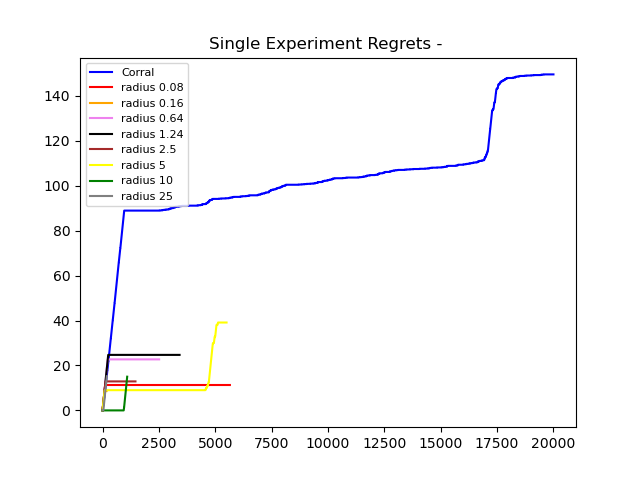 Single Experiment Regrets -
Corral
radius 0.08
radius 0.16
radius 0.64
radius 1.24
radius 2.5
radius 5
radius 10
radius 25
140
120
100
80
60
40
20
0
0 2500 5000 7500 10000 12500 15000 17500 20000